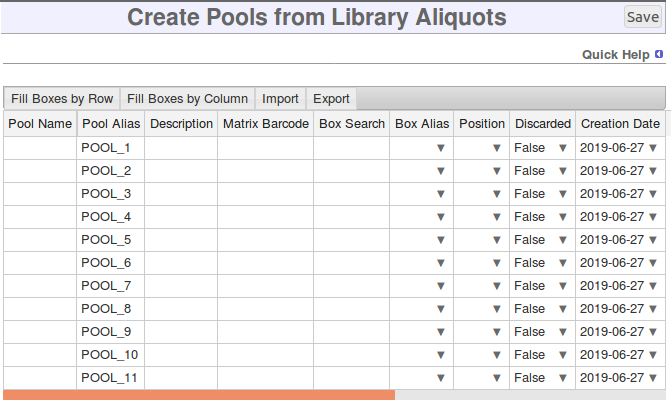 Create Pools from Library Aliquots Save
Quick Help
Fill Boxes by Row Fill Boxes by Column Import Export
Pool Name Pool Alias Description Matrix Barcode Box Search Box Alias Position Discarded Creation Date
POOL_1 ▼ ▼ False ▼ 2019-06-27 ▼
POOL_2 ▼ ▼ False ▼ 2019-06-27 ▼
POOL_3 ▼ ▼ False ▼ 2019-06-27 ▼
POOL_4 ▼ ▼ False ▼ 2019-06-27 ▼
POOL_5 ▼ ▼ False ▼ 2019-06-27 ▼
POOL_6 ▼ ▼ False ▼ 2019-06-27 ▼
POOL_7 ▼ ▼ False ▼ 2019-06-27 ▼
POOL_8 ▼ ▼ False ▼ 2019-06-27 ▼
POOL_9 ▼ ▼ False ▼ 2019-06-27 ▼
POOL_10 ▼ ▼ False ▼ 2019-06-27 ▼
POOL_11 ▼ ▼ False ▼ 2019-06-27 ▼